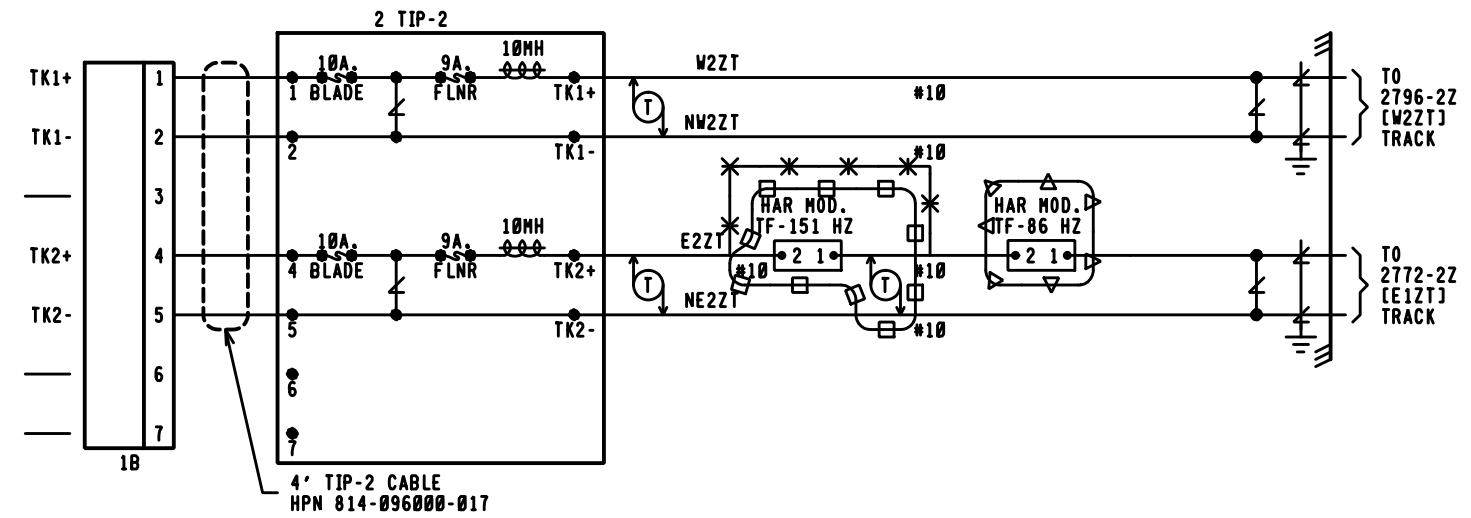 2 TIP-2
TK1+
1
10A.
1 BLADE
9A.
FLNR
10MH
TK1+
W2ZT
#10
T
TO
2796-2Z
[W2ZT]
TRACK
TK1-
2
2
TK1-
NW2ZT
#10
3
HAR MOD.
TF-151 HZ
2 1
HAR MOD.
TF-86 HZ
2 1
TK2+
4
10A.
4 BLADE
9A.
FLNR
10MH
TK2+
E2ZT
#10
#10
T
T
TO
2772-2Z
[E1ZT]
TRACK
TK2-
5
5
TK2-
NE2ZT
#10
6
6
7
7
1B
4' TIP-2 CABLE
HPN 814-096000-017